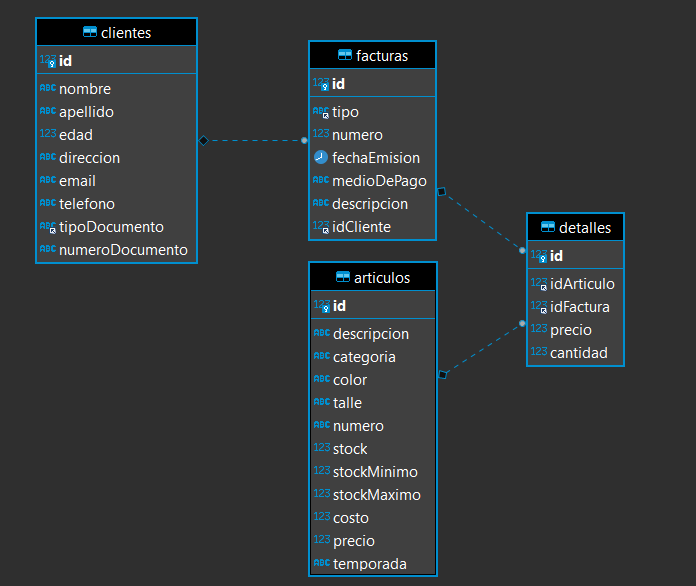 clientes
123 id
ABC nombre
ABC apellido
123 edad
ABC direccion
ABC email
ABC telefono
ABC tipoDocumento
ABC numeroDocumento
facturas
123 id
ABC tipo
123 numero
fechaEmision
ABC medioDePago
ABC descripcion
123 idCliente
articulos
123 id
ABC descripcion
ABC categoria
ABC color
ABC talle
ABC numero
123 stock
123 stockMinimo
123 stockMaximo
123 costo
123 precio
ABC temporada
detalles
123 id
123 idArticulo
123 idFactura
123 precio
123 cantidad